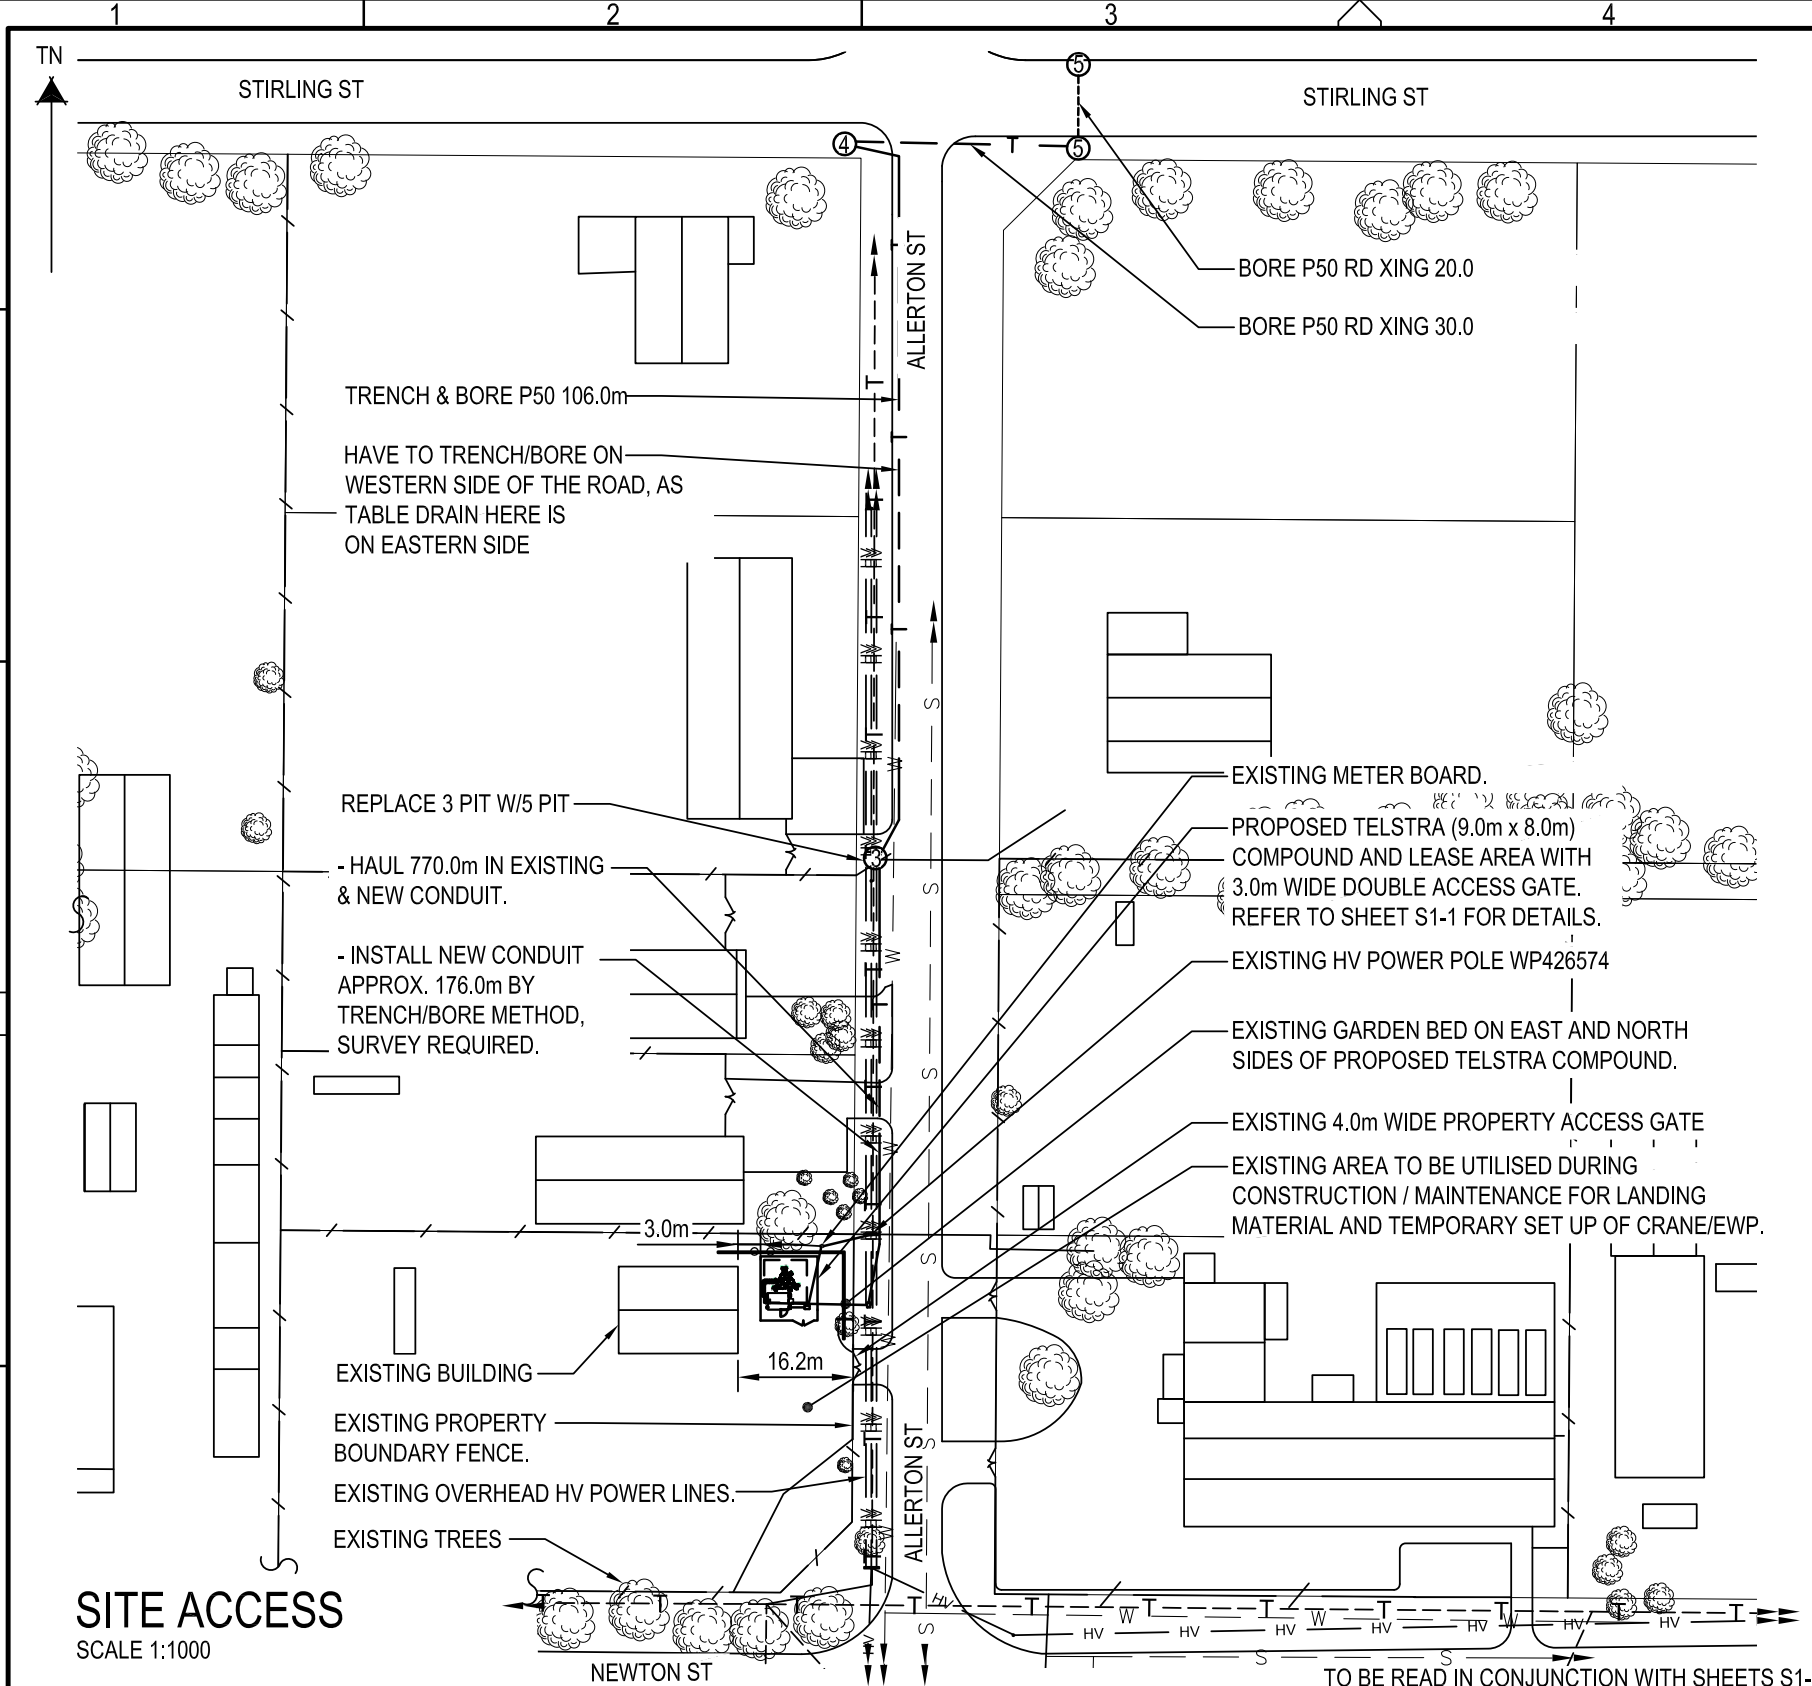 1
2
3
4
TN
STIRLING ST
STIRLING ST
5
4
T
5
ALLERTON ST
BORE P50 RD XING 20.0
BORE P50 RD XING 30.0
TRENCH & BORE P50 106.0m
HAVE TO TRENCH/BORE ON
WESTERN SIDE OF THE ROAD, AS
TABLE DRAIN HERE IS
ON EASTERN SIDE
REPLACE 3 PIT W/5 PIT
3
- HAUL 770.0m IN EXISTING
& NEW CONDUIT.
- INSTALL NEW CONDUIT
APPROX. 176.0m BY
TRENCH/BORE METHOD,
SURVEY REQUIRED.
EXISTING METER BOARD.
PROPOSED TELSTRA (9.0m x 8.0m)
COMPOUND AND LEASE AREA WITH
3.0m WIDE DOUBLE ACCESS GATE.
REFER TO SHEET S1-1 FOR DETAILS.
EXISTING HV POWER POLE WP426574
EXISTING GARDEN BED ON EAST AND NORTH
SIDES OF PROPOSED TELSTRA COMPOUND.
EXISTING 4.0m WIDE PROPERTY ACCESS GATE
EXISTING AREA TO BE UTILISED DURING
CONSTRUCTION / MAINTENANCE FOR LANDING
MATERIAL AND TEMPORARY SET UP OF CRANE/EWP.
3.0m
16.2m
EXISTING BUILDING
EXISTING PROPERTY
BOUNDARY FENCE.
EXISTING OVERHEAD HV POWER LINES.
EXISTING TREES
ALLERTON ST
SITE ACCESS
SCALE 1:1000
NEWTON ST
T T T T T T T T T T
W W W
HV HV HV HV HV HV HV
S S S
TO BE READ IN CONJUNCTION WITH SHEETS S1-